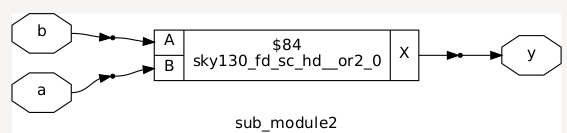 b
a
A
B
$84
sky130_fd_sc_hd__or2_0
X
y
sub_module2